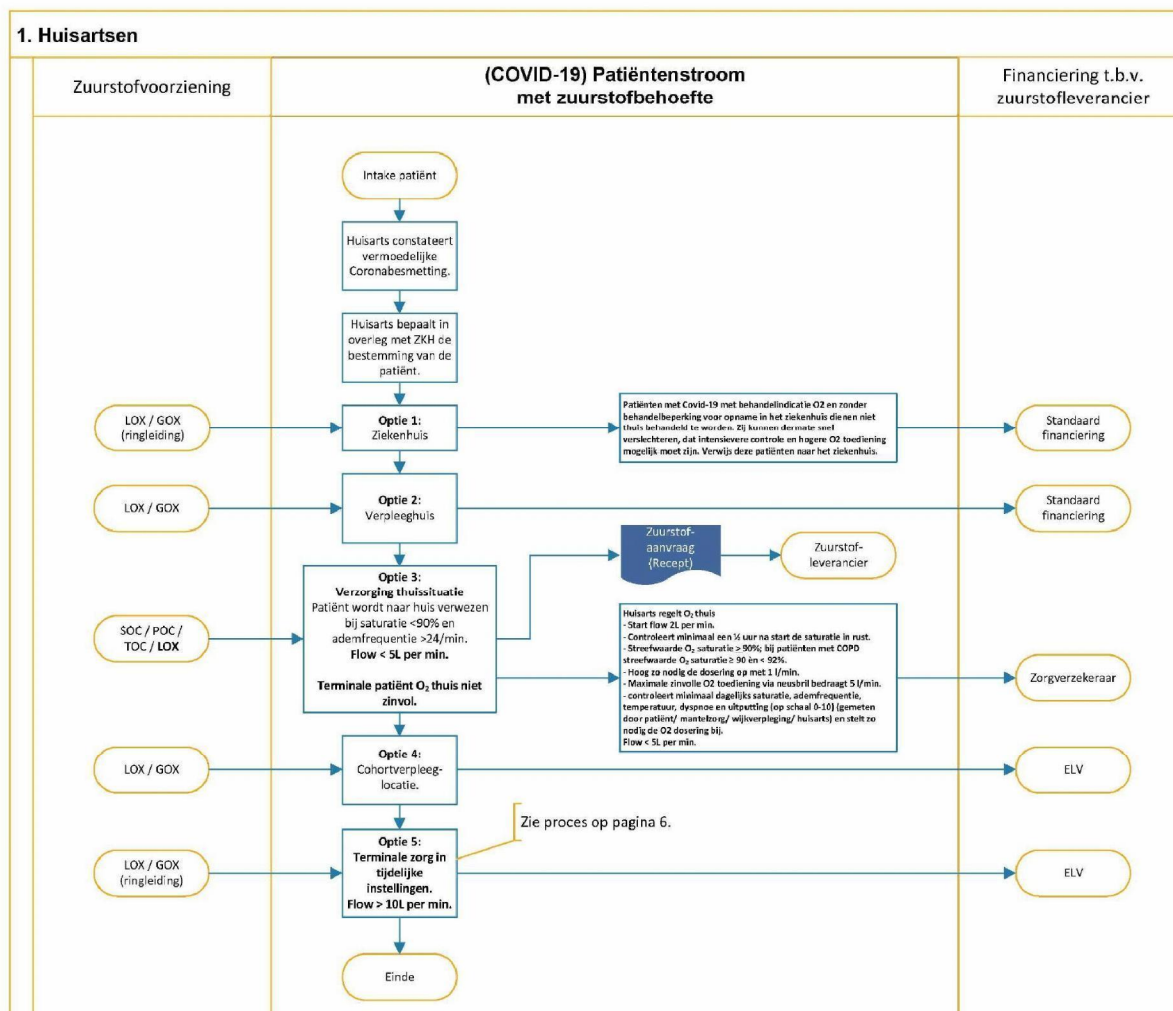 1. Huisartsen
Zuurstofvoorziening
(COVID-19) Patiëntenstroom
met zuurstofbehoefte
Financiering t.b.v.
zuurstofleverancier
Intake patiënt
Huisarts constateert
vermoedelijke
Coronabesmetting.
Huisarts bepaalt in
overleg met ZKH de
bestemming van de
patiënt.
LOX / GOX
(ringleiding)
Optie 1:
Ziekenhuis
Patiënten met Covid-19 met behandelindicatie O2 en zonder
behandelbeperking voor opname in het ziekenhuis dienen niet
thuis behandeld te worden. Zij kunnen dermate snel
verslechteren, dat intensievere controle en hogere O2 toediening
mogelijk moet zijn. Verwijs deze patiënten naar het ziekenhuis.
Standaard
financiering
LOX / GOX
Optie 2:
Verpleeghuis
Standaard
financiering
SOC / POC /
TOC / LOX
Optie 3:
Verzorging thuissituatie
Patiënt wordt naar huis verwezen
bij saturatie <90% en
ademfrequentie >24/min.
Flow < 5L per min.
Terminale patiënt O₂ thuis niet
zinvol.
Zuurstof-
aanvraag
(Recept)
Zuurstof-
leverancier
Huisarts regelt O₂ thuis
- Start flow 2L per min.
- Controleert minimaal een ½ uur na start de saturatie in rust.
- Streefwaarde O₂ saturatie > 90%; bij patiënten met COPD
streefwaarde O₂ saturatie ≥ 90 èn < 92%.
- Hoog zo nodig de dosering op met 1 l/min.
- Maximale zinvolle O2 toediening via neusbril bedraagt 5 l/min.
- controleert minimaal dagelijks saturatie, ademfrequentie,
temperatuur, dyspnoe en uitputting (op schaal 0-10) (gemeten
door patiënt/ mantelzorg/ wijkverpleging/ huisarts) en stelt zo
nodig de O2 dosering bij.
Flow < 5L per min.
Zorgverzekeraar
LOX / GOX
Optie 4:
Cohortverpleeg-
locatie.
ELV
Zie proces op pagina 6.
LOX / GOX
(ringleiding)
Optie 5:
Terminale zorg in
tijdelijke
instellingen.
Flow > 10L per min.
ELV
Einde